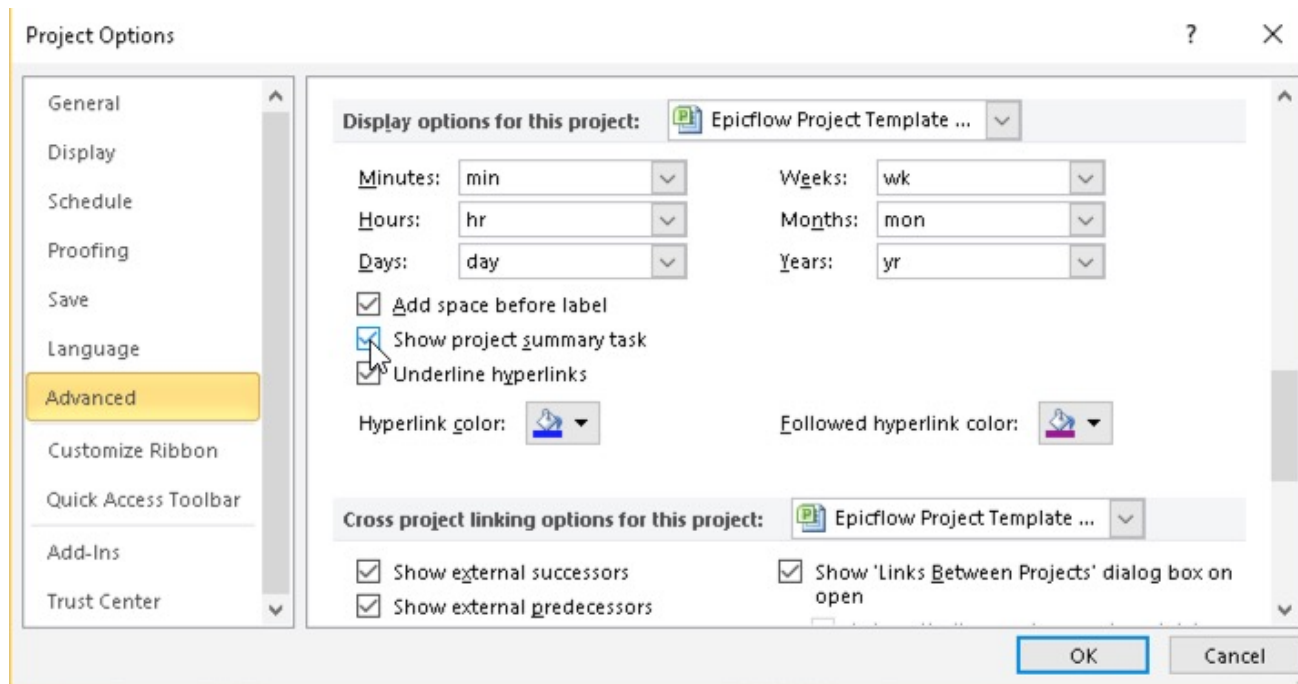 Project Options
?
General
Display
Schedule
Proofing
Save
Language
Advanced
Customize Ribbon
Quick Access Toolbar
Add-Ins
Trust Center
Display options for this project: Epicflow Project Template ...
Minutes: min Weeks: wk
Hours: hr Months: mon
Days: day Years: yr
Add space before label
Show project summary task
Underline hyperlinks
Hyperlink color: Followed hyperlink color:
Cross project linking options for this project: Epicflow Project Template ...
Show external successors Show 'Links Between Projects' dialog box on
open
Show external predecessors
OK Cancel